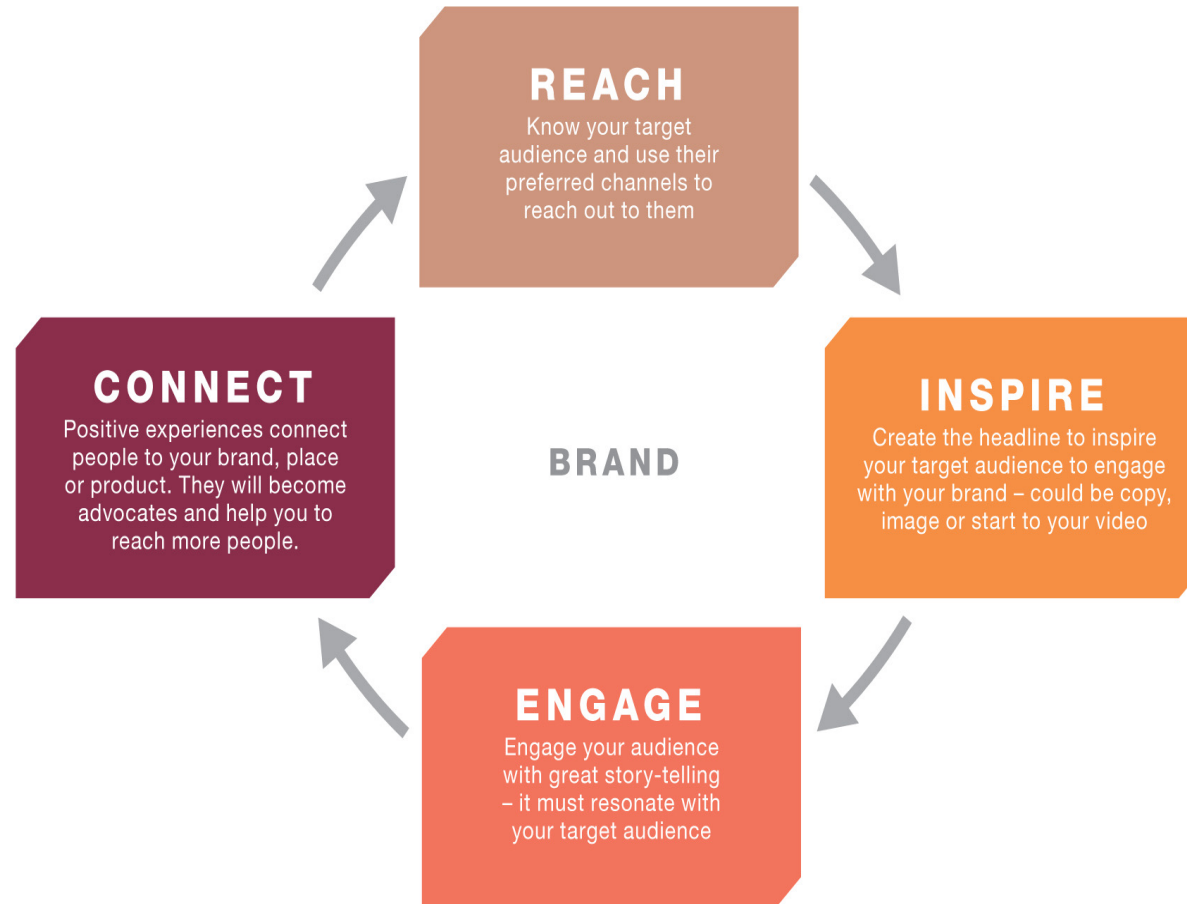 REACH
Know your target
audience and use their
preferred channels to
reach out to them
CONNECT
Positive experiences connect
people to your brand, place
or product. They will become
advocates and help you to
reach more people.
BRAND
INSPIRE
Create the headline to inspire
your target audience to engage
with your brand – could be copy,
image or start to your video
ENGAGE
Engage your audience
with great story-telling
– it must resonate with
your target audience